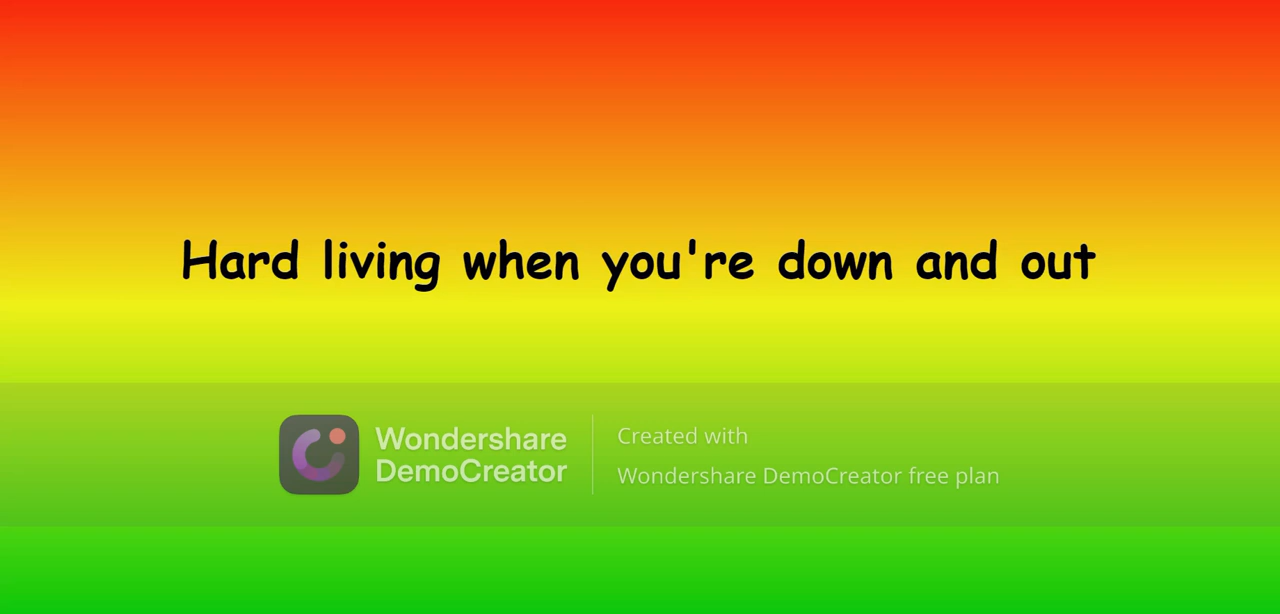 Hard living when you're down and out
Wondershare
DemoCreator
Created with
Wondershare DemoCreator free plan